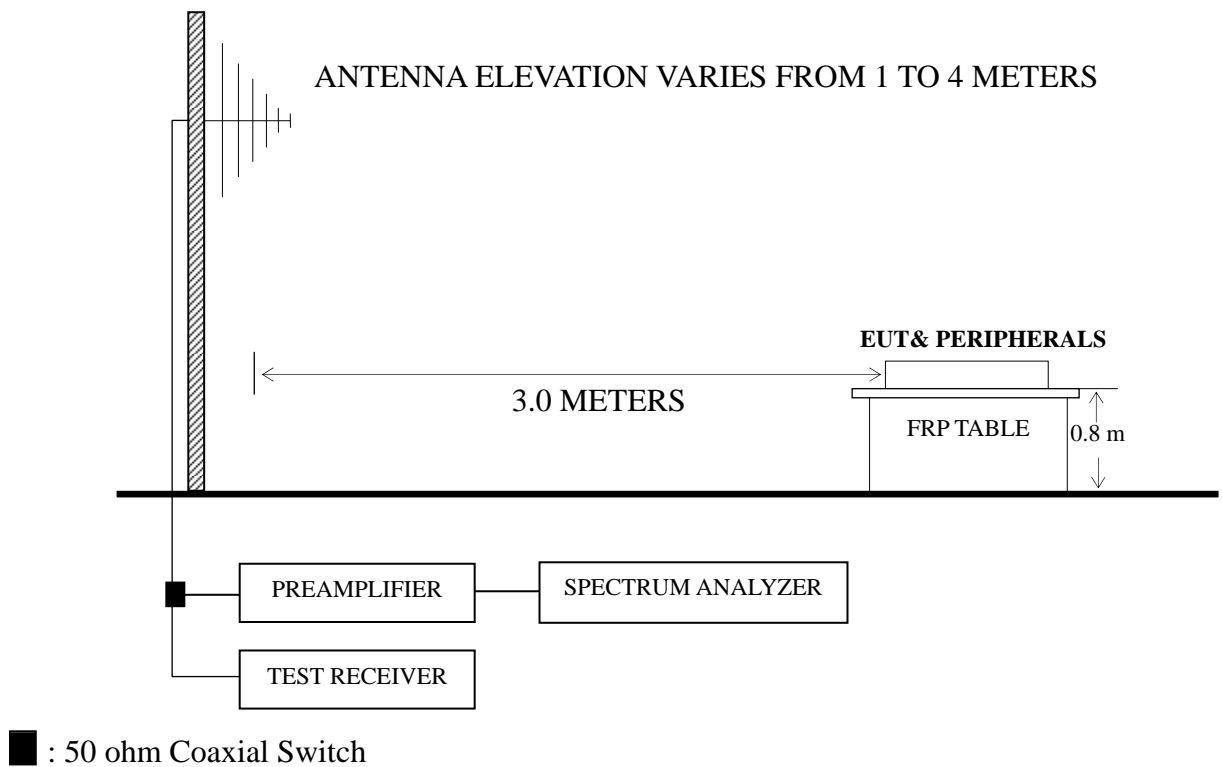 ANTENNA ELEVATION VARIES FROM 1 TO 4 METERS
EUT& PERIPHERALS
3.0 METERS
FRP TABLE
0.8 m
PREAMPLIFIER
SPECTRUM ANALYZER
TEST RECEIVER
: 50 ohm Coaxial Switch